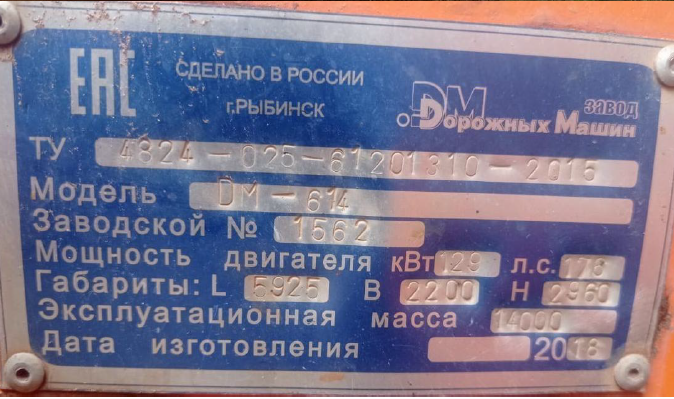 ЕАС
СДЕЛАНО В РОССИИ
г.РЫБИНСК
DM завод
Дорожных Машин
ТУ 4824-025-61201310-2015
Модель DM-614
Заводской № 1562
Мощность двигателя кВт 129 л.с. 176
Габариты: L 5925 В 2200 Н 2960
Эксплуатационная масса 14000
Дата изготовления 2016